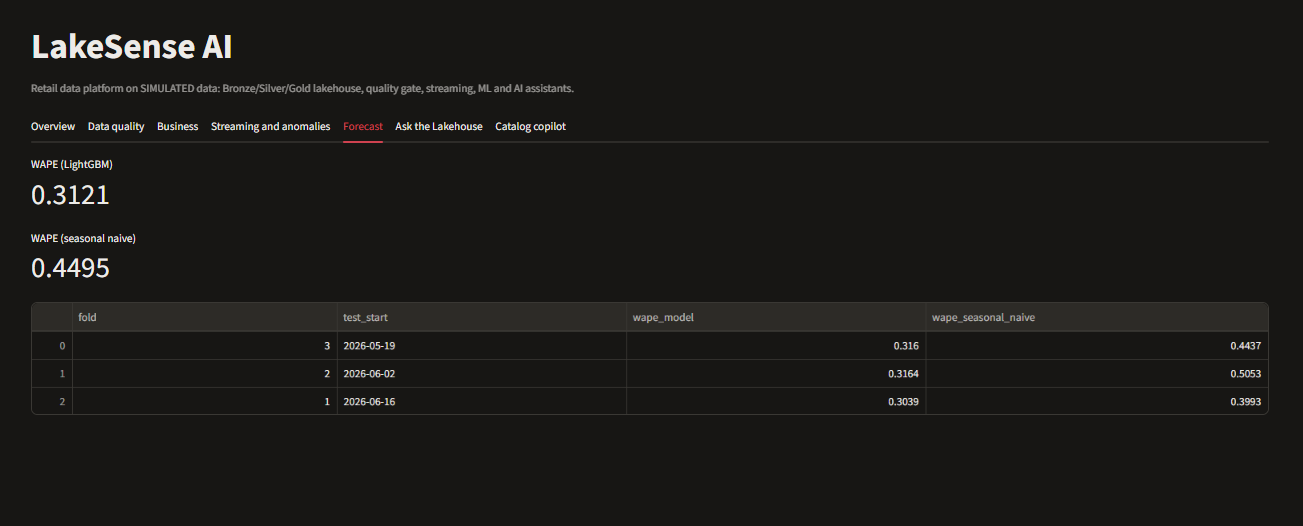 LakeSense AI
Retail data platform on SIMULATED data: Bronze/Silver/Gold lakehouse, quality gate, streaming, ML and AI assistants.
Overview Data quality Business Streaming and anomalies Forecast Ask the Lakehouse Catalog copilot
WAPE (LightGBM)
0.3121
WAPE (seasonal naive)
0.4495
fold test_start wape_model wape_seasonal_naive
0 3 2026-05-19 0.316 0.4437
1 2 2026-06-02 0.3164 0.5053
2 1 2026-06-16 0.3039 0.3993